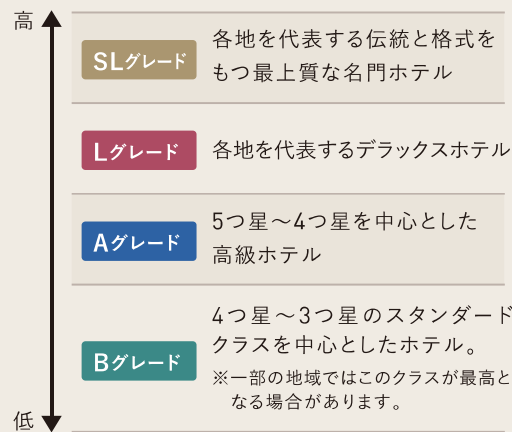 高
SLグレード
各地を代表する伝統と格式を
もつ最上質な名門ホテル
Lグレード
各地を代表するデラックスホテル
Aグレード
5つ星〜4つ星を中心とした
高級ホテル
Bグレード
4つ星〜3つ星のスタンダード
クラスを中心としたホテル。
※一部の地域ではこのクラスが最高と
なる場合があります。
低